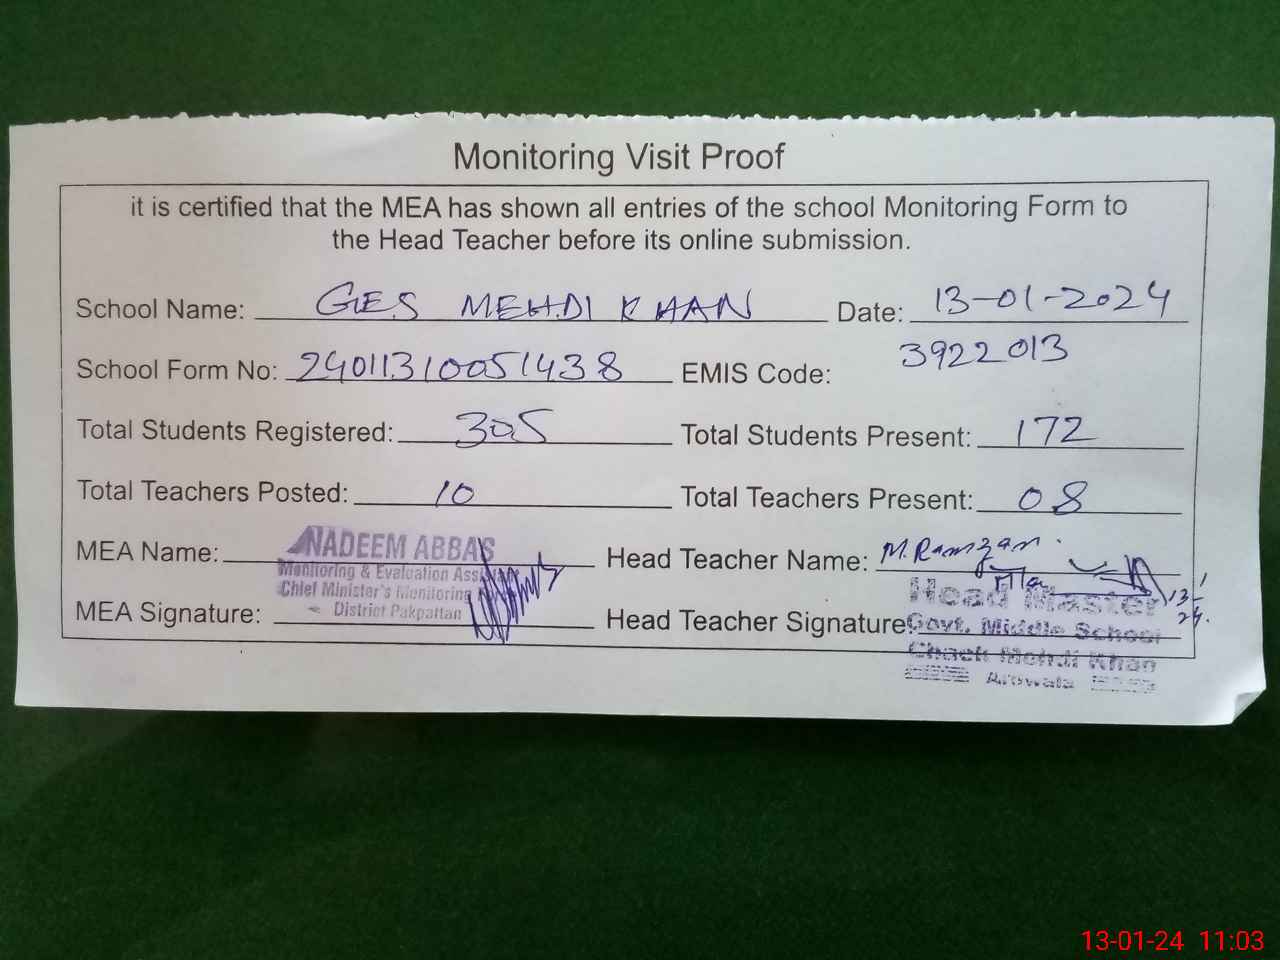 Monitoring Visit Proof
it is certified that the MEA has shown all entries of the school Monitoring Form to
the Head Teacher before its online submission.
School Name: GES MEHDI KHAN Date: 13-01-2024
School Form No: 24011310051438 EMIS Code: 3922013
Total Students Registered: 305 Total Students Present: 172
Total Teachers Posted: 10 Total Teachers Present: 08
MEA Name: NADEEM ABBAS Head Teacher Name: M. Ramzan
Monitoring & Evaluation Assistant
Chief Minister's Monitoring
District Pakpattan
MEA Signature: Head Teacher Signature:
Head Master
Govt. Middle School
Chack Mehdi Khan
Arowala
13-01-24 11:03